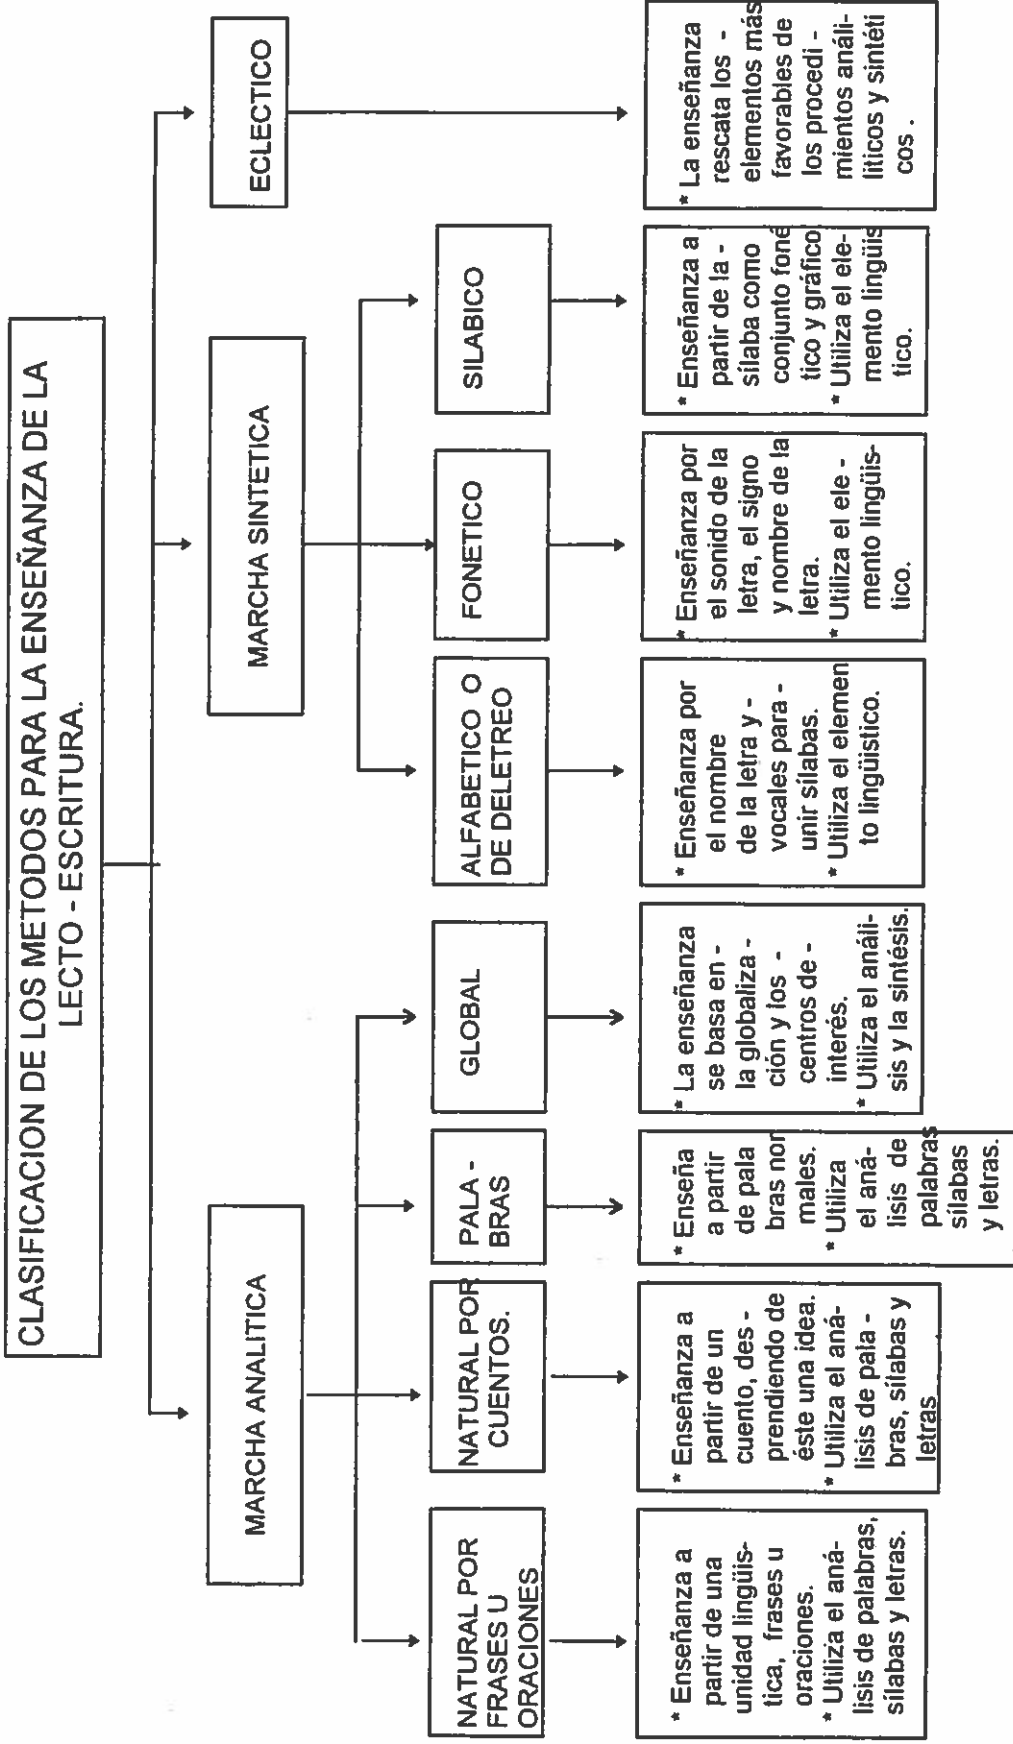 CLASIFICACION DE LOS METODOS PARA LA ENSEÑANZA DE LA
LECTO - ESCRITURA.
MARCHA ANALITICA
MARCHA SINTETICA
ECLECTICO
NATURAL POR
FRASES U
ORACIONES
NATURAL POR
CUENTOS.
PALA -
BRAS
GLOBAL
ALFABETICO O
DE DELETREO
FONETICO
SILABICO
* Enseñanza a
partir de una
unidad lingüis-
tica, frases u
oraciones.
* Utiliza el aná-
lisis de palabras,
sílabas y letras.
* Enseñanza a
partir de un
cuento, des -
prendiendo de
éste una idea.
* Utiliza el aná-
lisis de pala -
bras, sílabas y
letras
* Enseña
a partir
de pala
bras nor
males.
* Utiliza
el aná-
lisis de
palabras
sílabas
y letras.
* La enseñanza
se basa en -
la globaliza -
ción y los -
centros de -
interés.
* Utiliza el análi-
sis y la sintésis.
* Enseñanza por
el nombre
de la letra y -
vocales para -
unir sílabas.
* Utiliza el elemen
to lingüistico.
* Enseñanza por
el sonido de la
letra, el signo
y nombre de la
letra.
* Utiliza el ele -
mento lingüis-
tico.
* Enseñanza a
partir de la -
sílaba como
conjunto foné
tico y gráfico
* Utiliza el ele-
mento lingüis
tico.
* La enseñanza
rescata los -
elementos más
favorables de
los procedi -
mientos análi-
liticos y sintéti
cos .